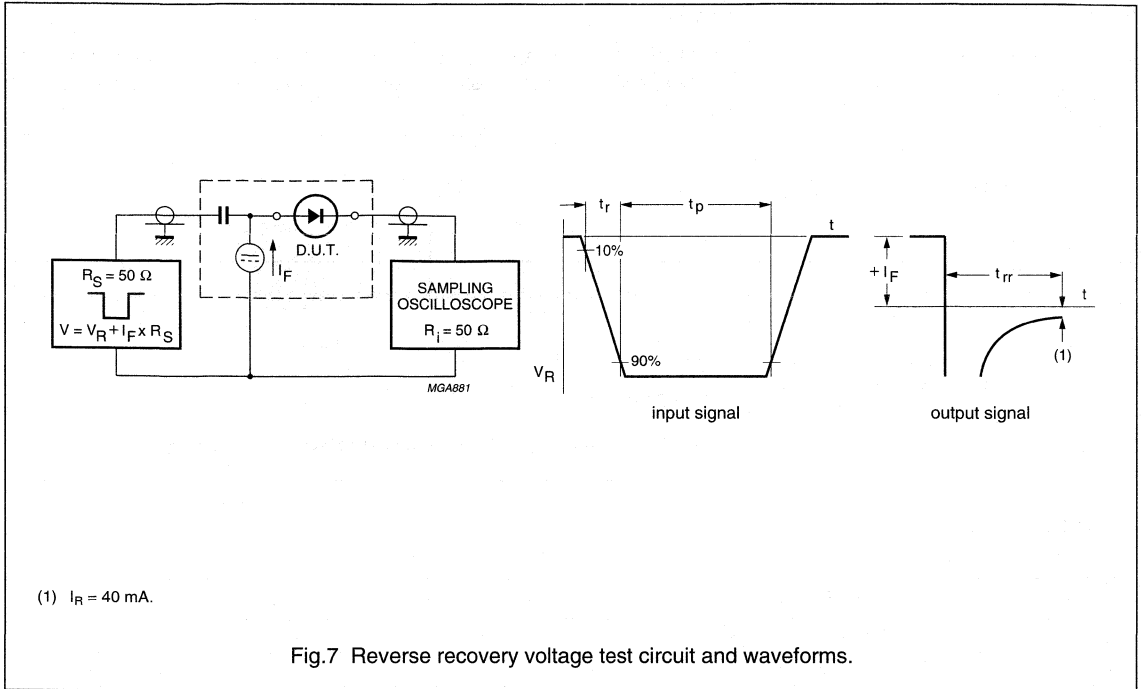 R_S = 50 Ω
V = V_R + I_F x R_S
I_F
D.U.T.
SAMPLING
OSCILLOSCOPE
R_i = 50 Ω
MGA881
t_r
t_p
t
10%
90%
V_R
input signal
+ I_F
t_rr
t
(1)
output signal
(1) I_R = 40 mA.
Fig.7 Reverse recovery voltage test circuit and waveforms.